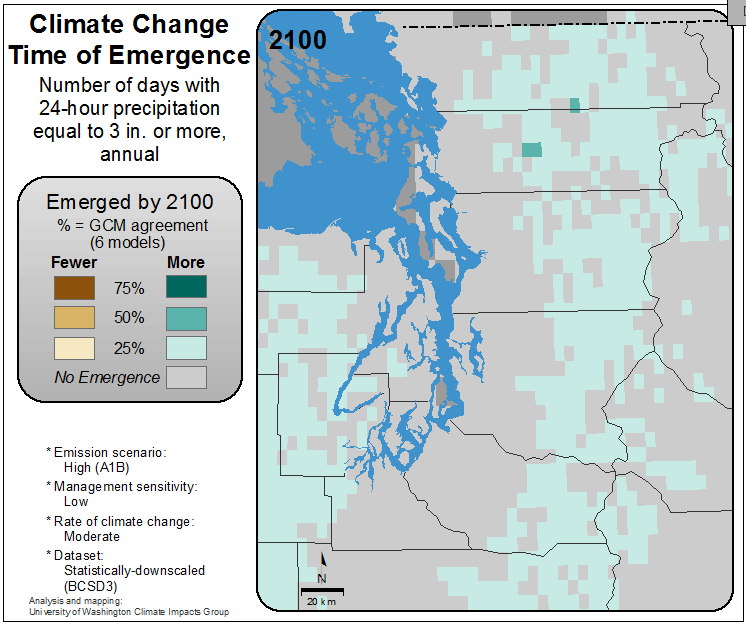 Climate Change
Time of Emergence
Number of days with
24-hour precipitation
equal to 3 in. or more,
annual
Emerged by 2100
% = GCM agreement
(6 models)
Fewer More
75%
50%
25%
No Emergence
* Emission scenario:
High (A1B)
* Management sensitivity:
Low
* Rate of climate change:
Moderate
* Dataset:
Statistically-downscaled
(BCSD3)
Analysis and mapping:
University of Washington Climate Impacts Group
2100
N
20 km